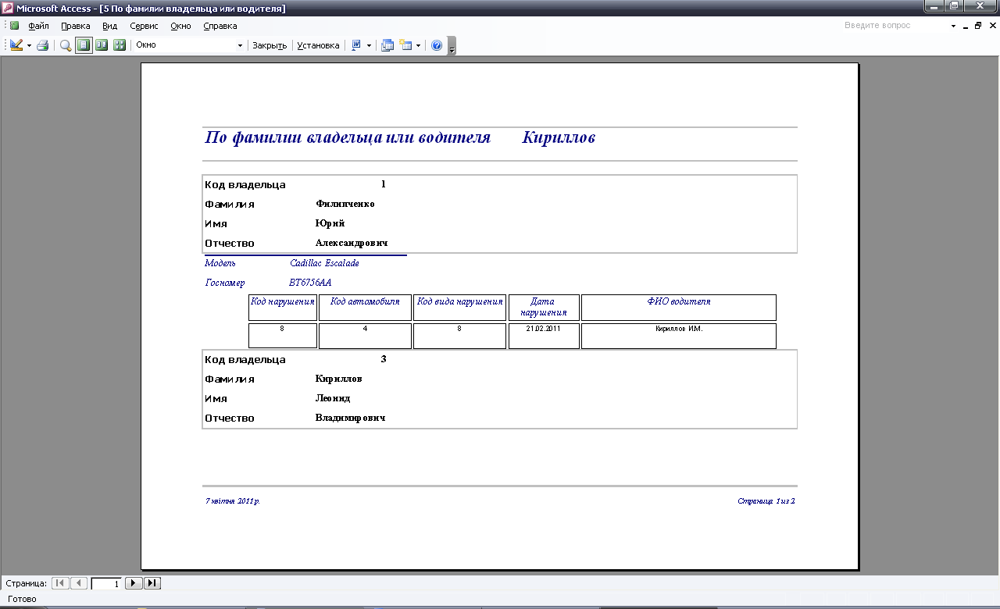 Microsoft Access - [5 По фамилии владельца или водителя]
Файл Правка Вид Сервис Окно Справка Введите вопрос
Окно Закрыть Установка
По фамилии владельца или водителя Кириллов
Код владельца 1
Фамилия Филипченко
Имя Юрий
Отчество Александрович
Модель Cadillac Escalade
Госномер ВТ6756АА
Код нарушения Код автомобиля Код вида нарушения Дата нарушения ФИО водителя
8 4 8 21.02.2011 Кириллов И.М.
Код владельца 3
Фамилия Кириллов
Имя Леонид
Отчество Владимирович
7 квітня 2011 р. Страница 1 из 2
Страница: 1
Готово